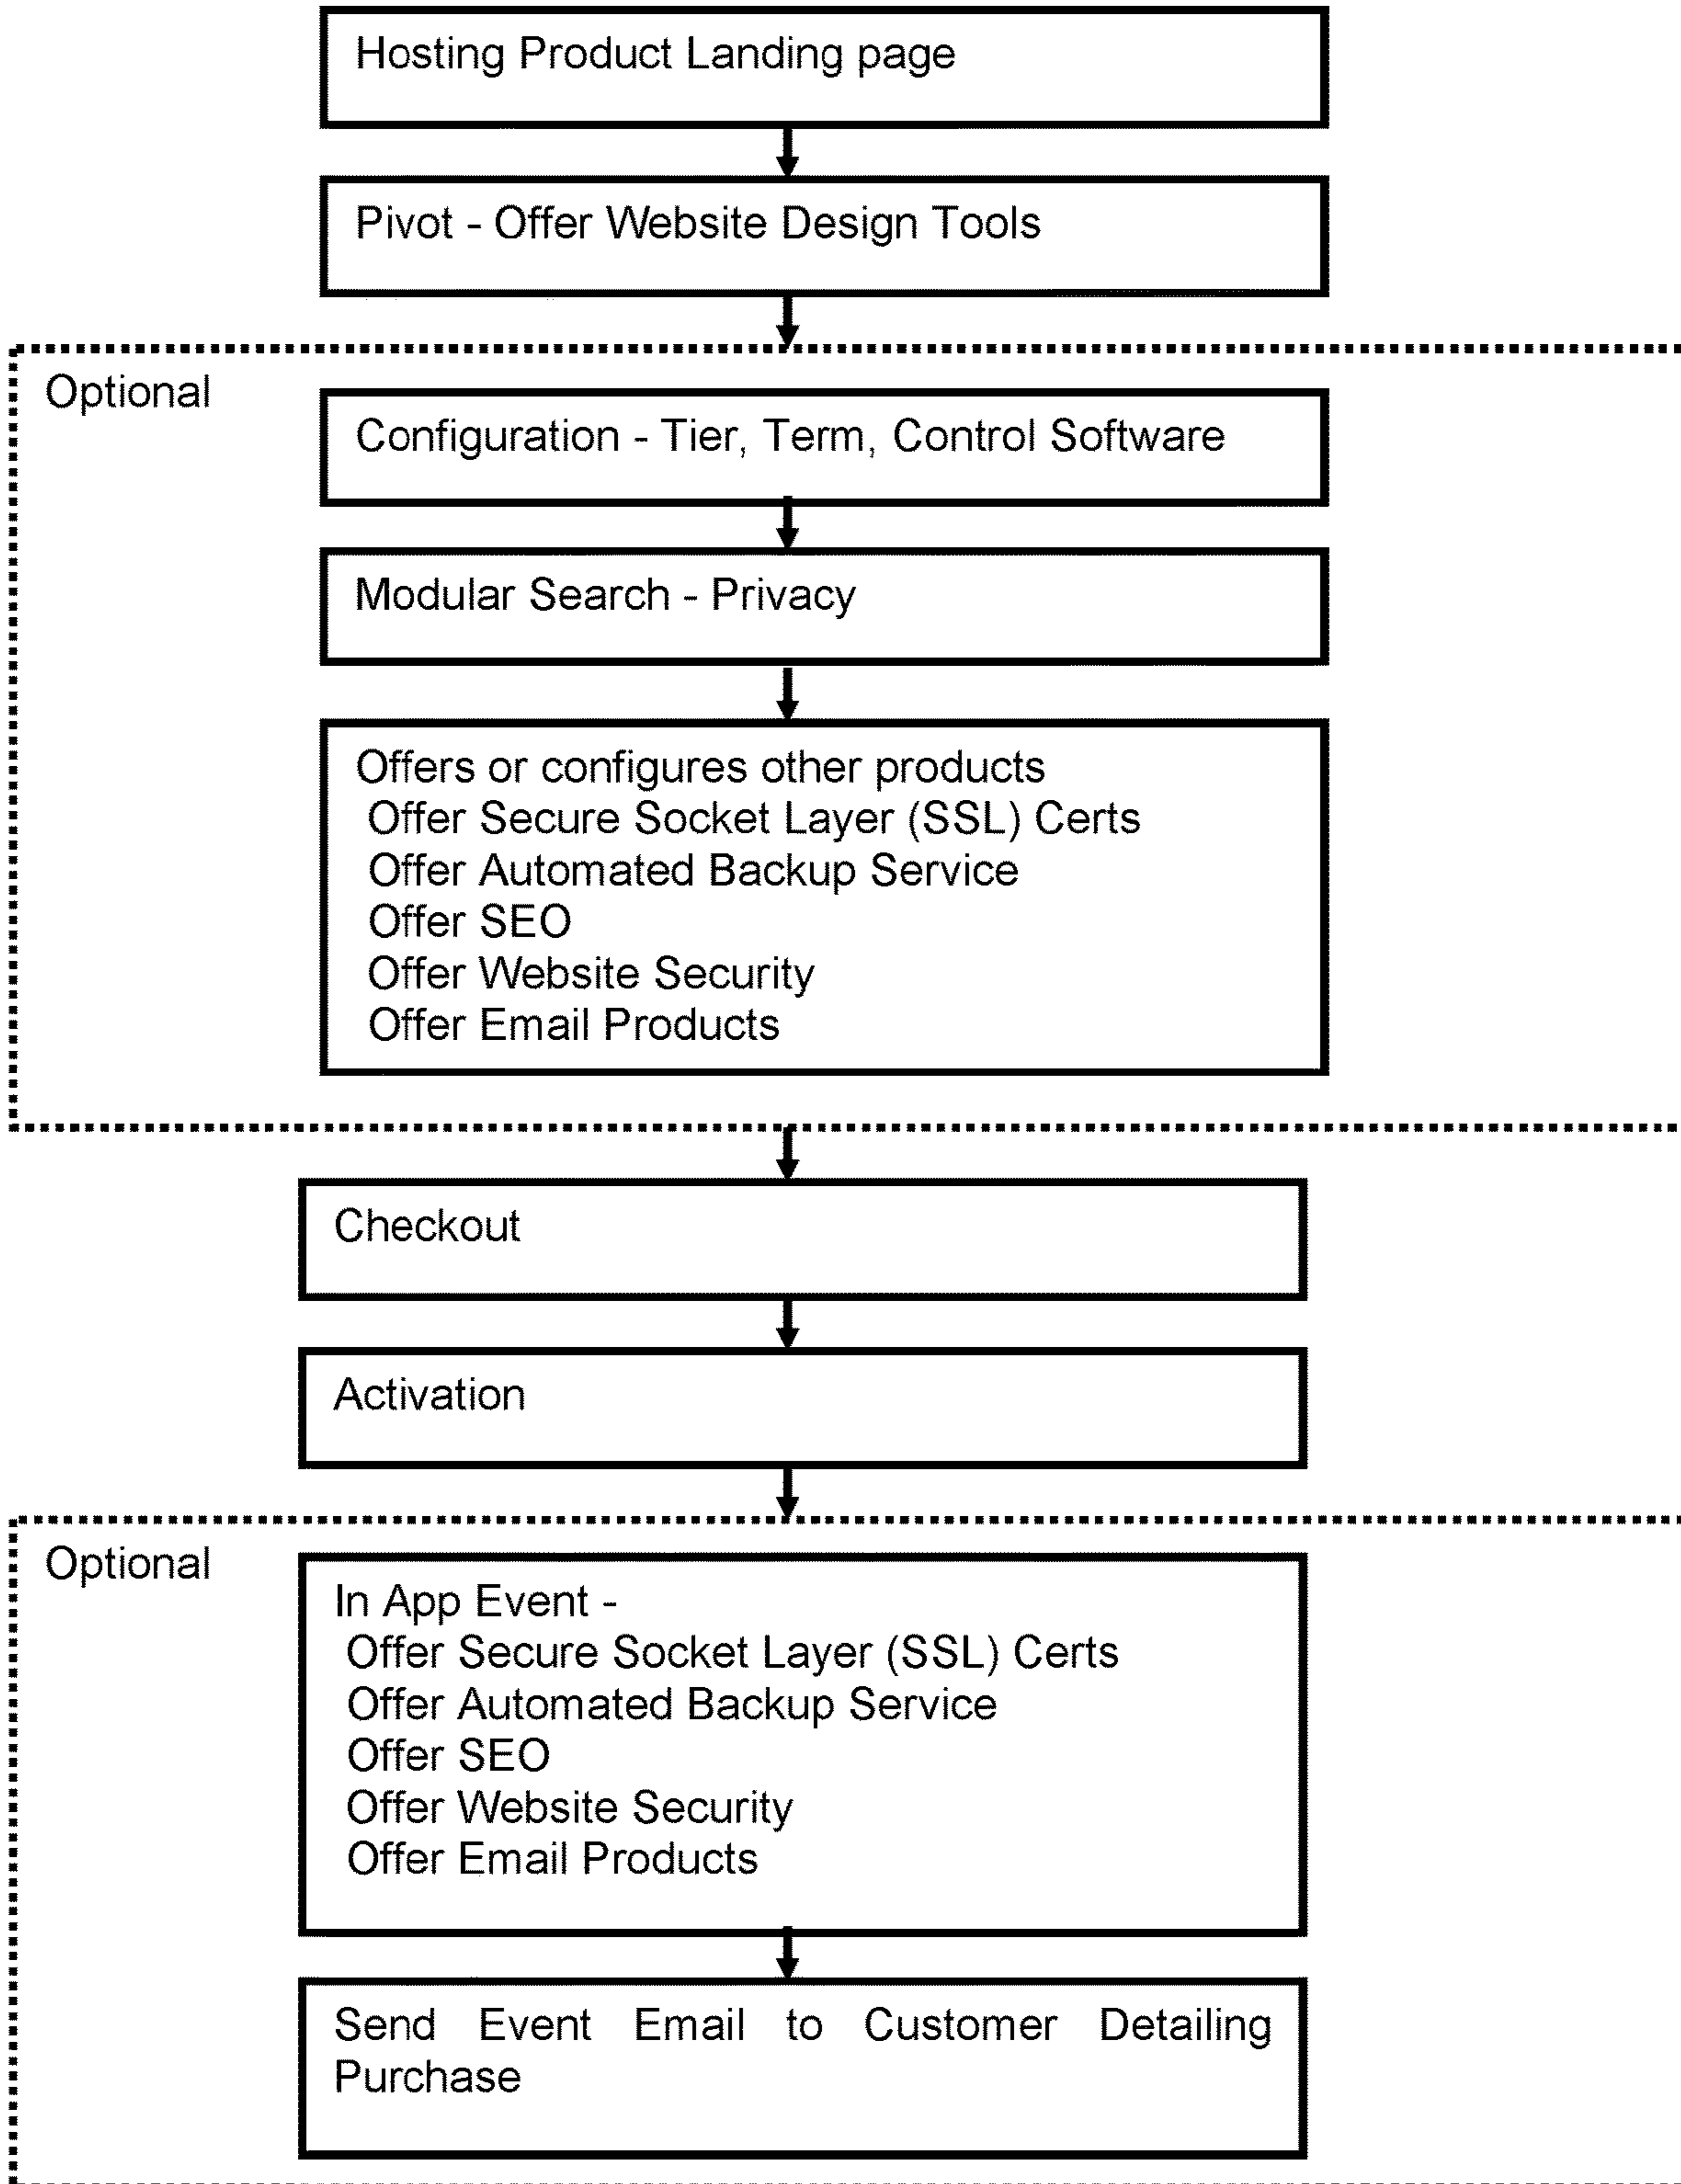 Hosting Product Landing page
Pivot - Offer Website Design Tools
Optional
Configuration - Tier, Term, Control Software
Modular Search - Privacy
Offers or configures other products
Offer Secure Socket Layer (SSL) Certs
Offer Automated Backup Service
Offer SEO
Offer Website Security
Offer Email Products
Checkout
Activation
Optional
In App Event -
Offer Secure Socket Layer (SSL) Certs
Offer Automated Backup Service
Offer SEO
Offer Website Security
Offer Email Products
Send Event Email to Customer Detailing
Purchase